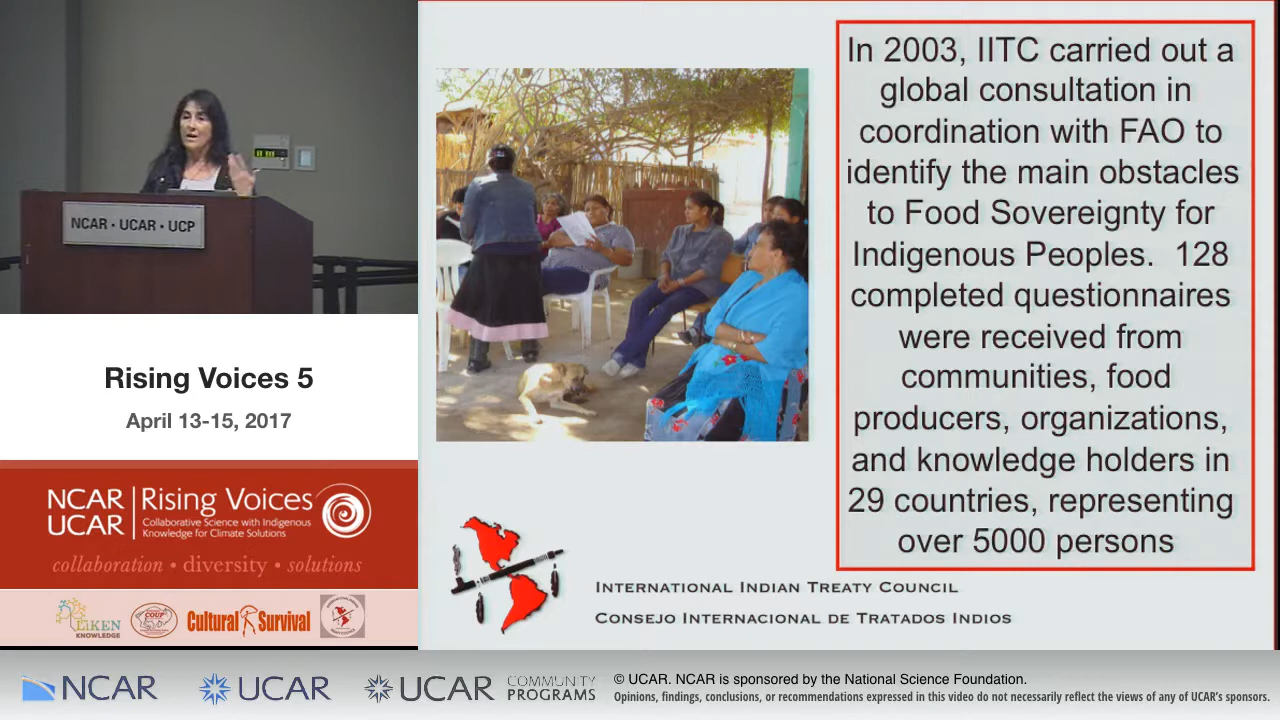 NCAR • UCAR • UCP
Rising Voices 5
April 13-15, 2017
NCAR
UCAR
Rising Voices
Collaborative Science with Indigenous
Knowledge for Climate Solutions
collaboration • diversity • solutions
LiKEN
KNOWLEDGE
Cultural Survival
In 2003, IITC carried out a
global consultation in
coordination with FAO to
identify the main obstacles
to Food Sovereignty for
Indigenous Peoples. 128
completed questionnaires
were received from
communities, food
producers, organizations,
and knowledge holders in
29 countries, representing
over 5000 persons
INTERNATIONAL INDIAN TREATY COUNCIL
CONSEJO INTERNACIONAL DE TRATADOS INDIOS
NCAR
UCAR
UCAR
COMMUNITY
PROGRAMS
© UCAR. NCAR is sponsored by the National Science Foundation.
Opinions, findings, conclusions, or recommendations expressed in this video do not necessarily reflect the views of any of UCAR's sponsors.